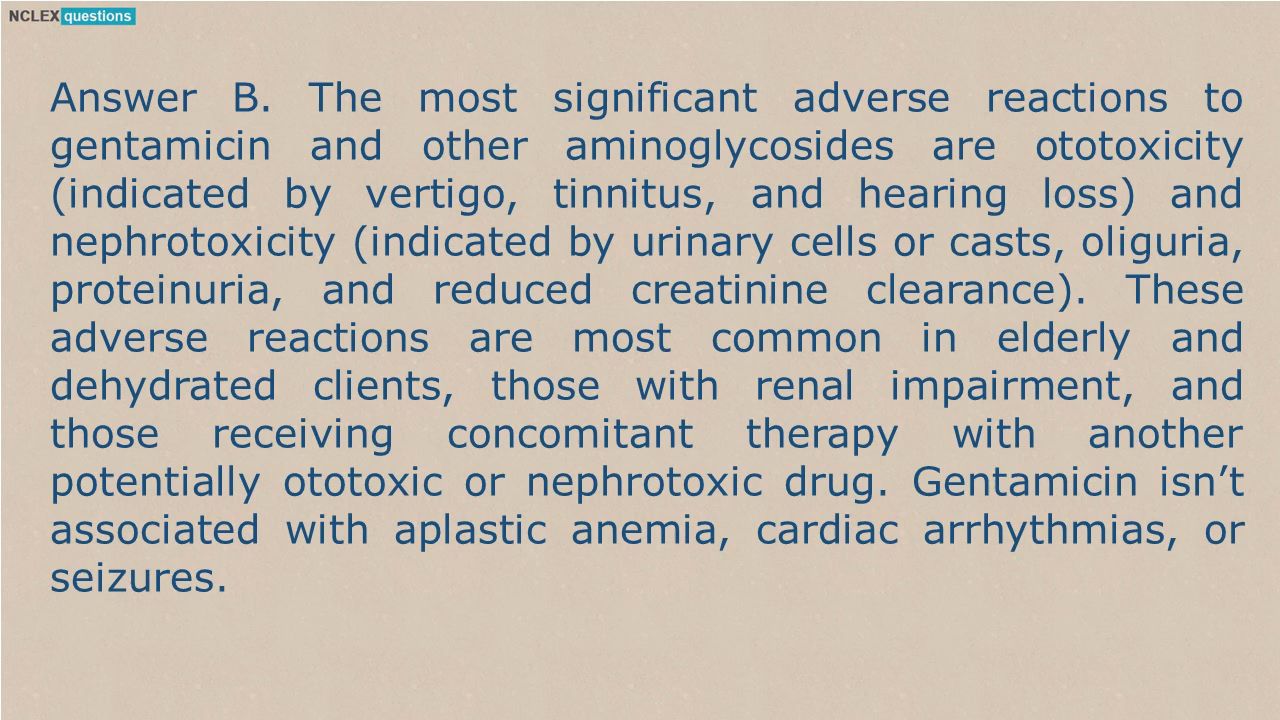 NCLEX questions
Answer B. The most significant adverse reactions to
gentamicin and other aminoglycosides are ototoxicity
(indicated by vertigo, tinnitus, and hearing loss) and
nephrotoxicity (indicated by urinary cells or casts, oliguria,
proteinuria, and reduced creatinine clearance). These
adverse reactions are most common in elderly and
dehydrated clients, those with renal impairment, and
those receiving concomitant therapy with another
potentially ototoxic or nephrotoxic drug. Gentamicin isn’t
associated with aplastic anemia, cardiac arrhythmias, or
seizures.